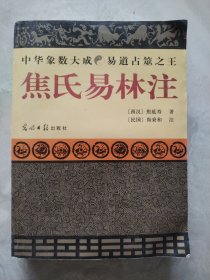 中华象数大成 易道占筮之王
焦氏易林注
[西汉] 焦延寿 著
[民国] 尚秉和 注
光明日报出版社